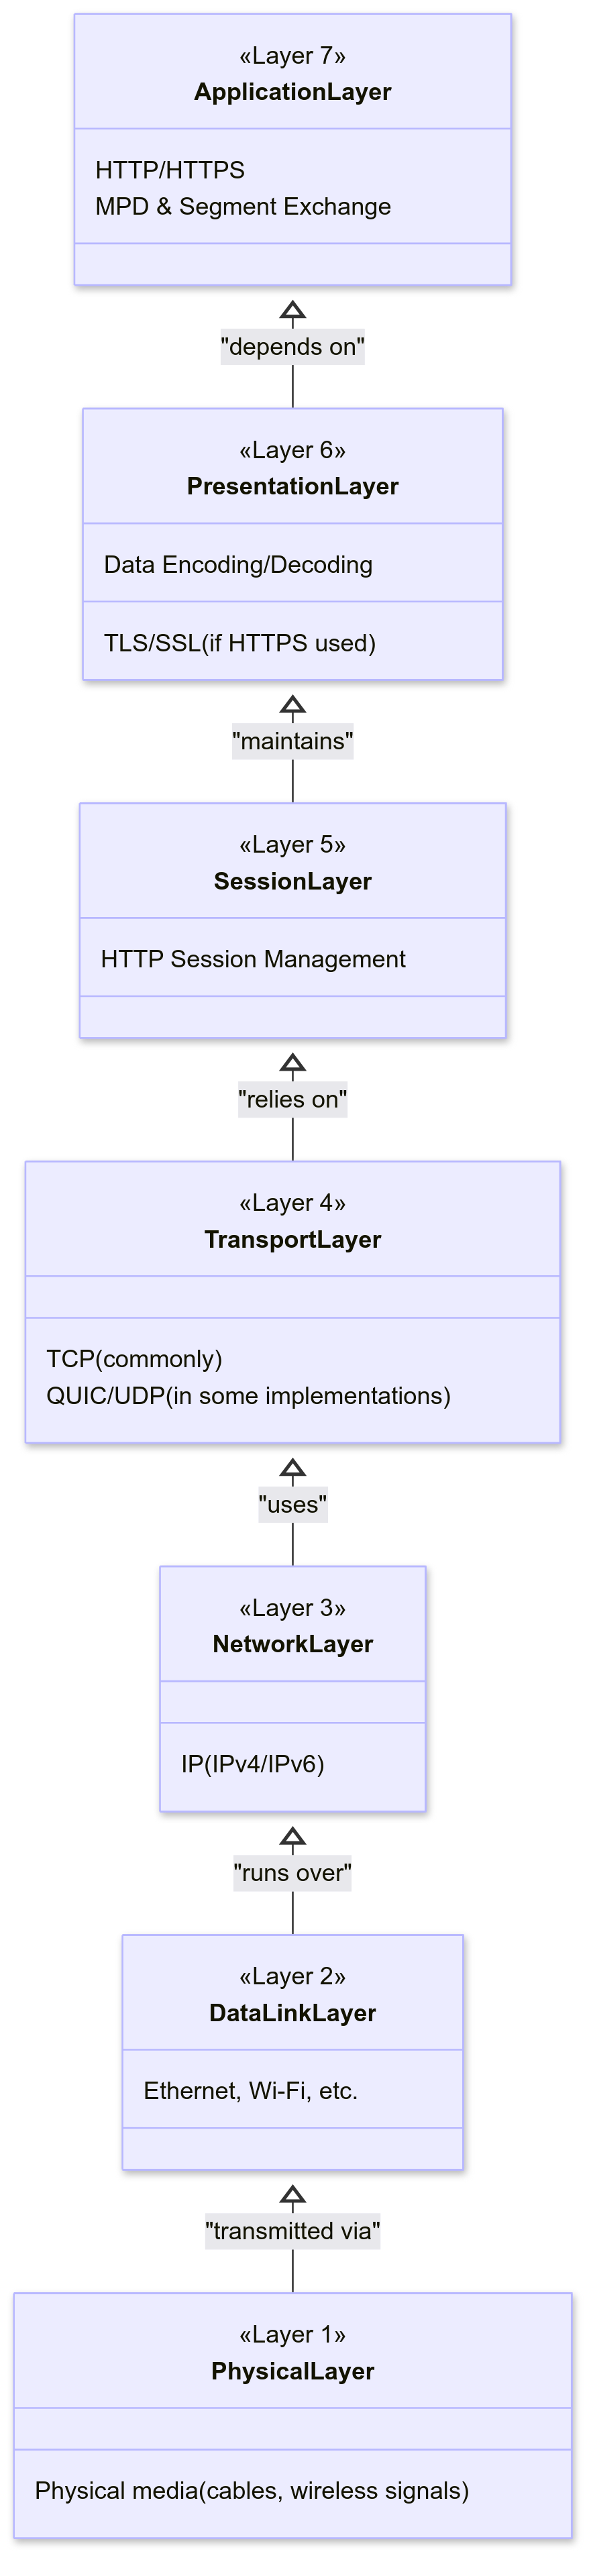 «Layer 7»
ApplicationLayer
HTTP/HTTPS
MPD & Segment Exchange
"depends on"
«Layer 6»
PresentationLayer
Data Encoding/Decoding
TLS/SSL(if HTTPS used)
"maintains"
«Layer 5»
SessionLayer
HTTP Session Management
"relies on"
«Layer 4»
TransportLayer
TCP(commonly)
QUIC/UDP(in some implementations)
"uses"
«Layer 3»
NetworkLayer
IP(IPv4/IPv6)
"runs over"
«Layer 2»
DataLinkLayer
Ethernet, Wi-Fi, etc.
"transmitted via"
«Layer 1»
PhysicalLayer
Physical media(cables, wireless signals)